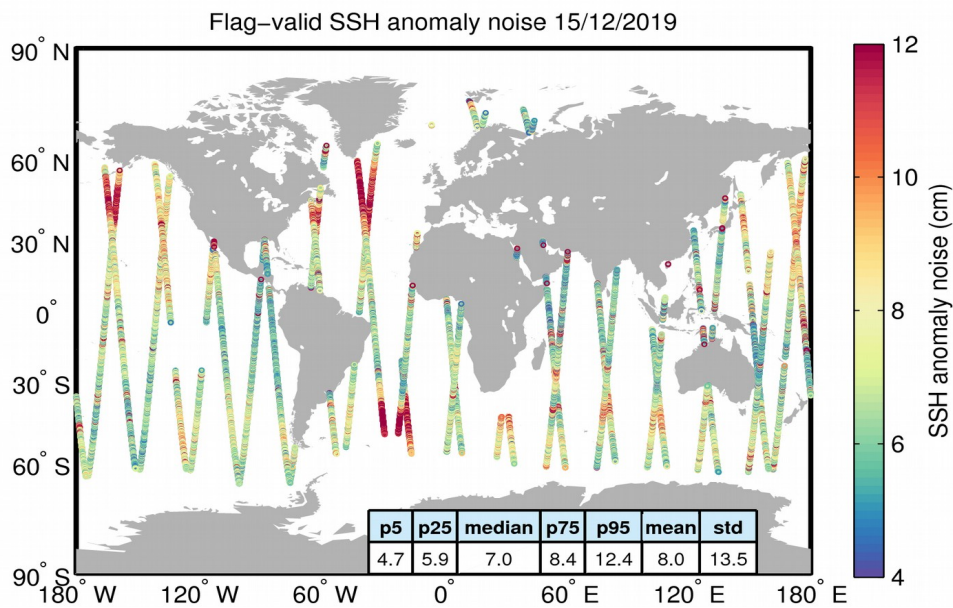 Flag−valid SSH anomaly noise 15/12/2019
90° N
60° N
30° N
0°
30° S
60° S
90° S
180° W 120° W 60° W 0° 60° E 120° E 180° E
p5 p25 median p75 p95 mean std
4.7 5.9 7.0 8.4 12.4 8.0 13.5
12
10
8
6
4
SSH anomaly noise (cm)